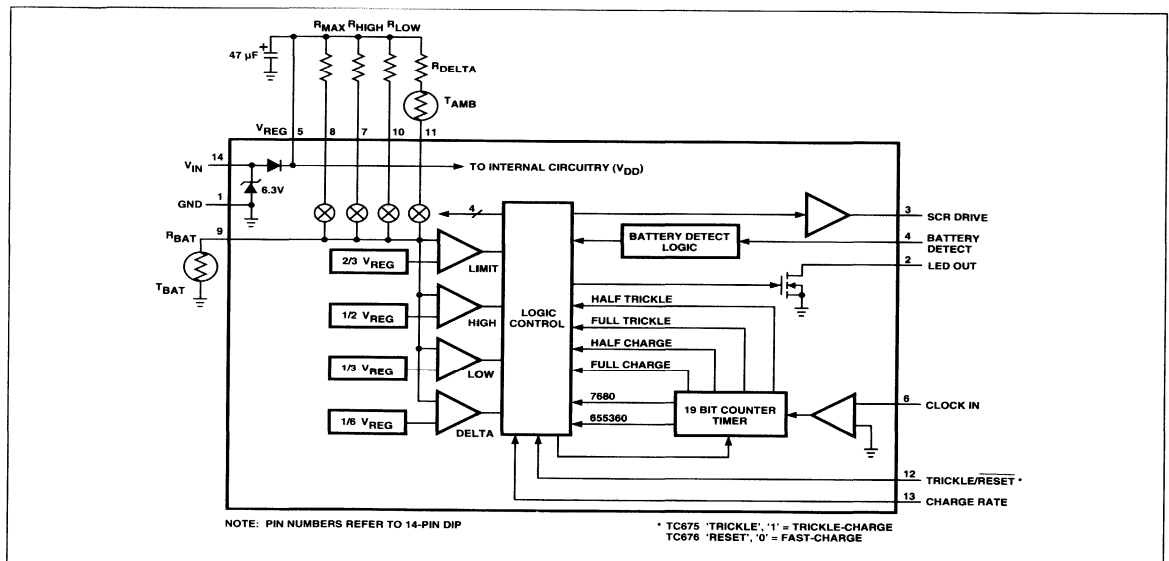 RMAX RHIGH RLOW
47 µF
+
RDELTA
TAMB
VREG 5 8 7 10 11
VIN 14
TO INTERNAL CIRCUITRY (VDD)
6.3V
GND 1
4
3 SCR DRIVE
RBAT 9
BATTERY DETECT LOGIC
4 BATTERY DETECT
2/3 VREG
LIMIT
2 LED OUT
TBAT
LOGIC CONTROL
HALF TRICKLE
1/2 VREG
HIGH
FULL TRICKLE
HALF CHARGE
1/3 VREG
LOW
FULL CHARGE
7680
6 CLOCK IN
19 BIT COUNTER TIMER
1/6 VREG
655360
DELTA
12 TRICKLE/RESET *
13 CHARGE RATE
NOTE: PIN NUMBERS REFER TO 14-PIN DIP
* TC675 'TRICKLE', '1' = TRICKLE-CHARGE
TC676 'RESET', '0' = FAST-CHARGE